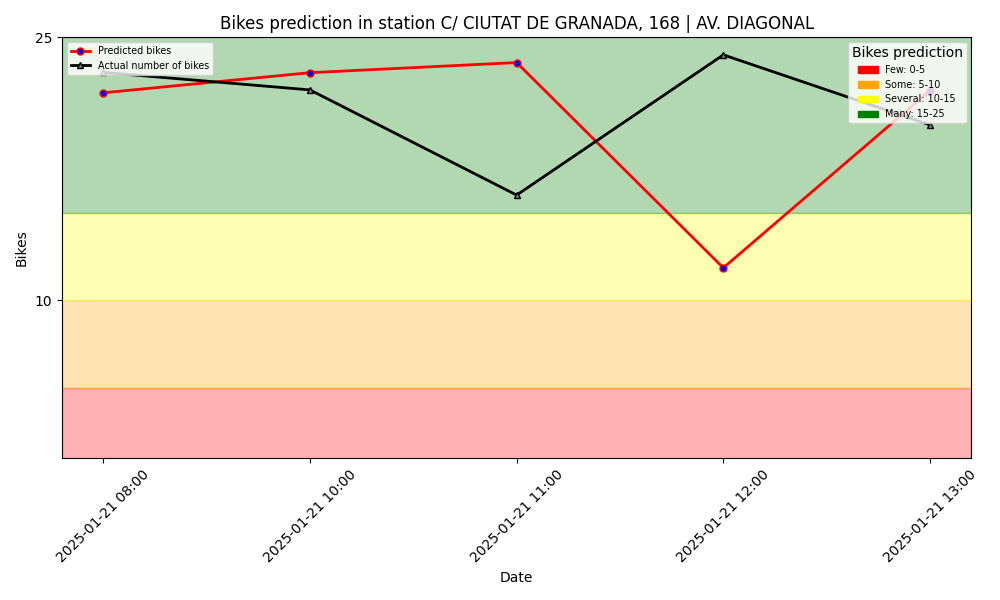 Bikes prediction in station C/ CIUTAT DE GRANADA, 168 | AV. DIAGONAL
25
Predicted bikes
Actual number of bikes
Bikes prediction
Few: 0-5
Some: 5-10
Several: 10-15
Many: 15-25
Bikes
10
2025-01-21 08:00
2025-01-21 10:00
2025-01-21 11:00
2025-01-21 12:00
2025-01-21 13:00
Date